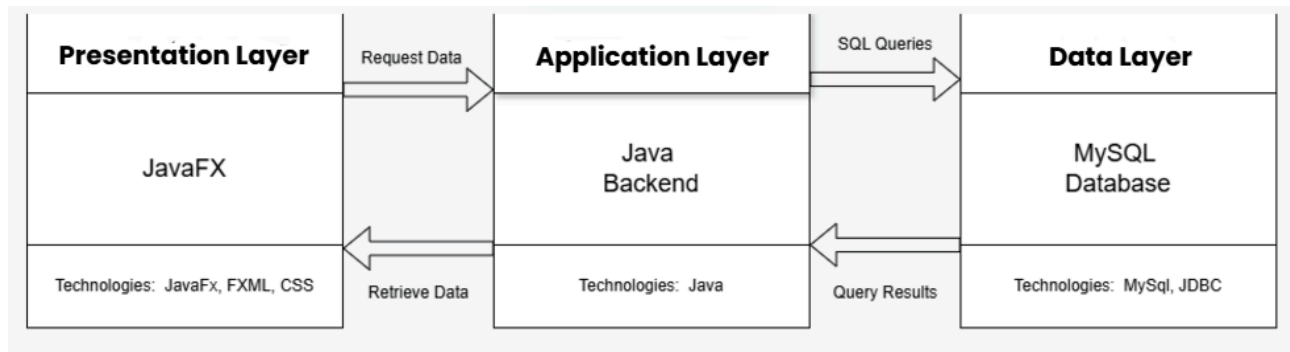 Presentation Layer
Request Data
Application Layer
SQL Queries
Data Layer
JavaFX
Java
Backend
MySQL
Database
Technologies: JavaFx, FXML, CSS
Retrieve Data
Technologies: Java
Query Results
Technologies: MySql, JDBC